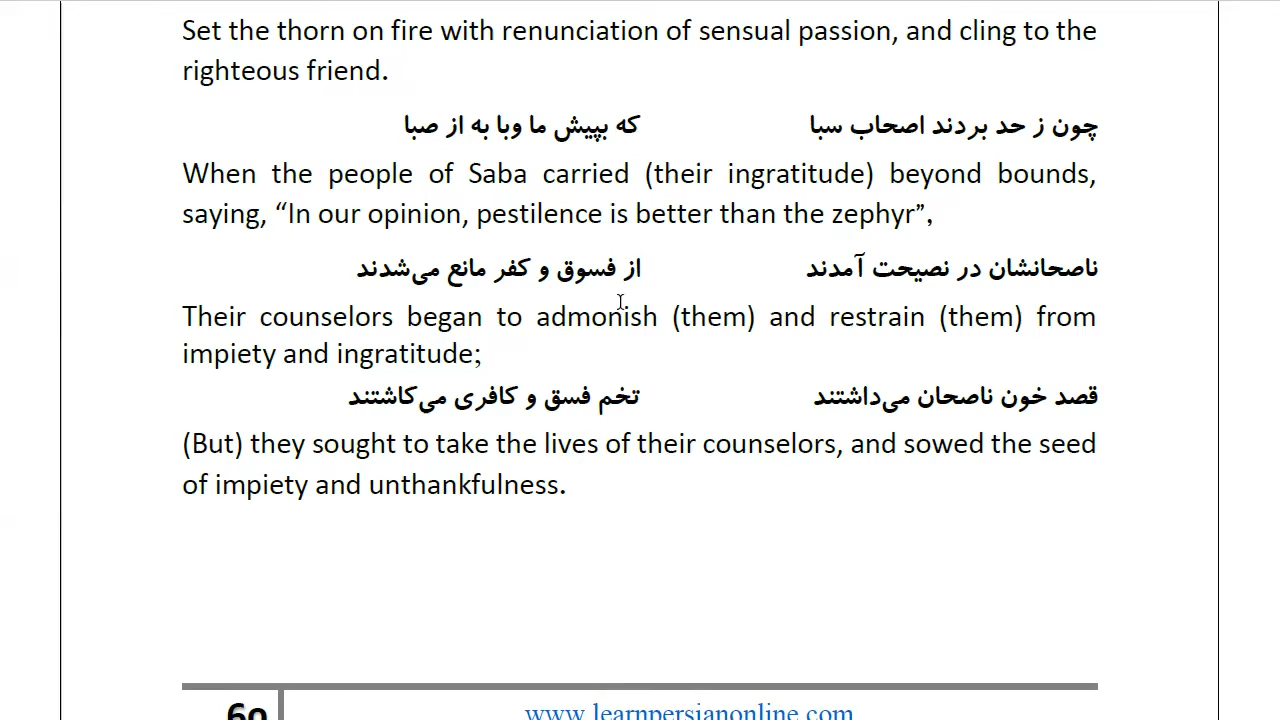 Set the thorn on fire with renunciation of sensual passion, and cling to the
righteous friend.
چون ز حد بردند اصحاب سبا که بپیش ما وبا به از صبا
When the people of Saba carried (their ingratitude) beyond bounds,
saying, “In our opinion, pestilence is better than the zephyr”,
ناصحانشان در نصیحت آمدند از فسوق و کفر مانع می‌شدند
Their counselors began to admonish (them) and restrain (them) from
impiety and ingratitude;
قصد خون ناصحان می‌داشتند تخم فسق و کافری می‌کاشتند
(But) they sought to take the lives of their counselors, and sowed the seed
of impiety and unthankfulness.
www.learnpersianonline.com